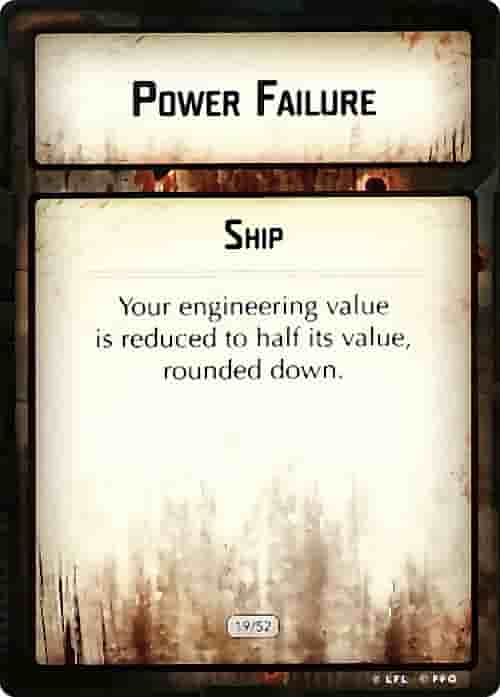 Power Failure
Ship
Your engineering value
is reduced to half its value,
rounded down.
19/52
© LFL © FFG